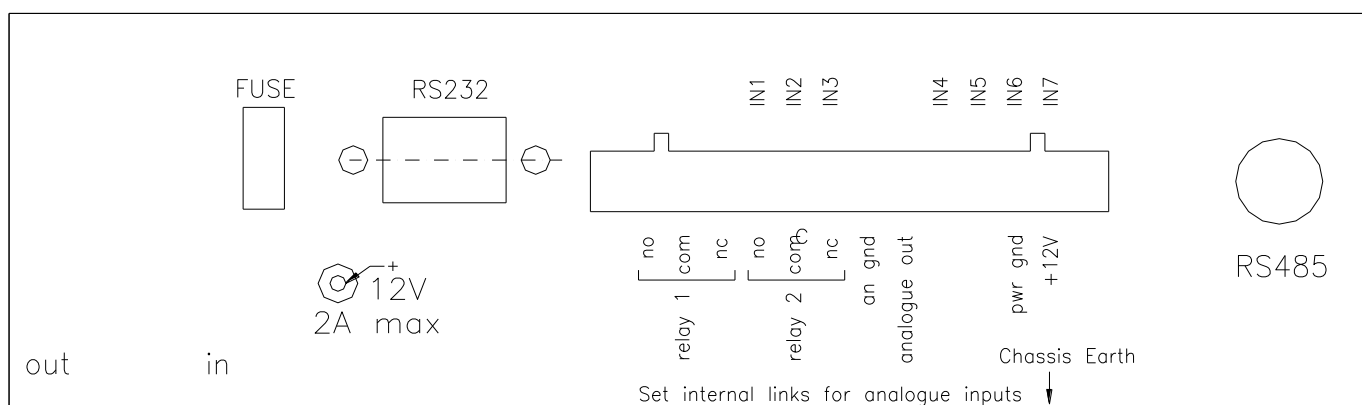 FUSE
RS232
IN1
IN2
IN3
IN4
IN5
IN6
IN7
no
com
nc
relay 1
no
com
nc
relay 2
an gnd
analogue out
pwr gnd
+12V
RS485
+
12V
2A max
out
in
Chassis Earth
Set internal links for analogue inputs